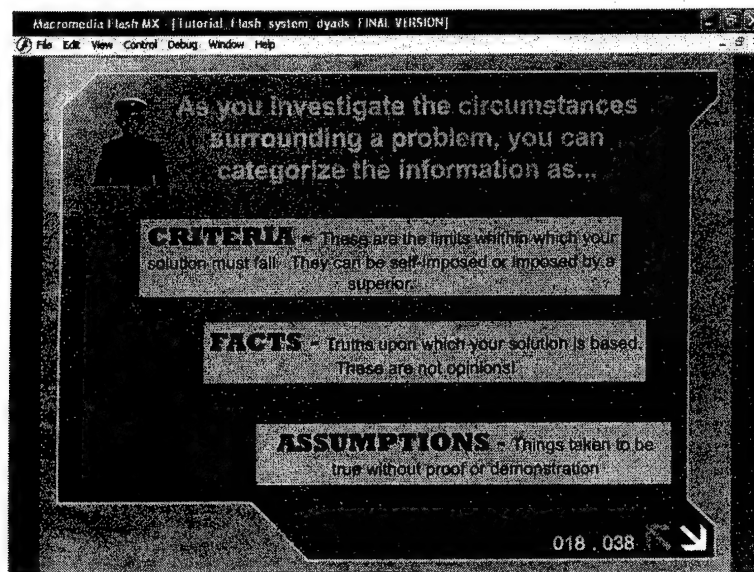 Macromedia Flash MX - [Tutorial_Flash_system_dyads_FINAL VERSION]
File Edit View Control Debug Window Help
As you investigate the circumstances
surrounding a problem, you can
categorize the information as...
CRITERIA - These are the limits whithin which your
solution must fall. They can be self-imposed or imposed by a
superior.
FACTS - Truths upon which your solution is based.
These are not opinions!
ASSUMPTIONS - Things taken to be
true without proof or demonstration
018 . 038